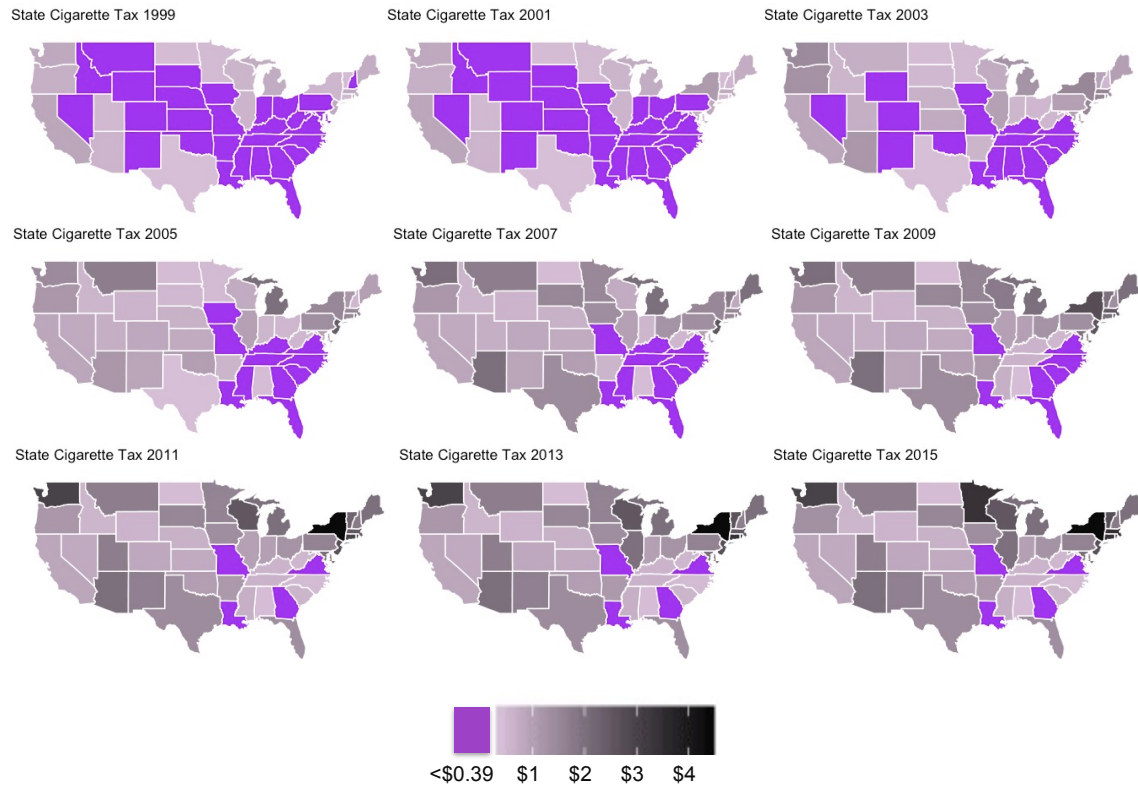 State Cigarette Tax 1999
State Cigarette Tax 2001
State Cigarette Tax 2003
State Cigarette Tax 2005
State Cigarette Tax 2007
State Cigarette Tax 2009
State Cigarette Tax 2011
State Cigarette Tax 2013
State Cigarette Tax 2015
<$0.39 $1 $2 $3 $4